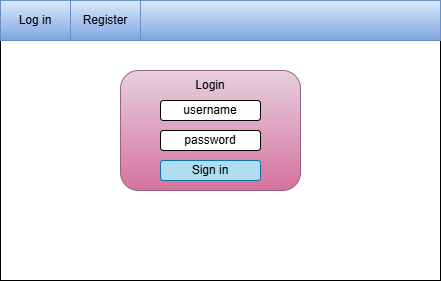 Log in Register
Login
username
password
Sign in